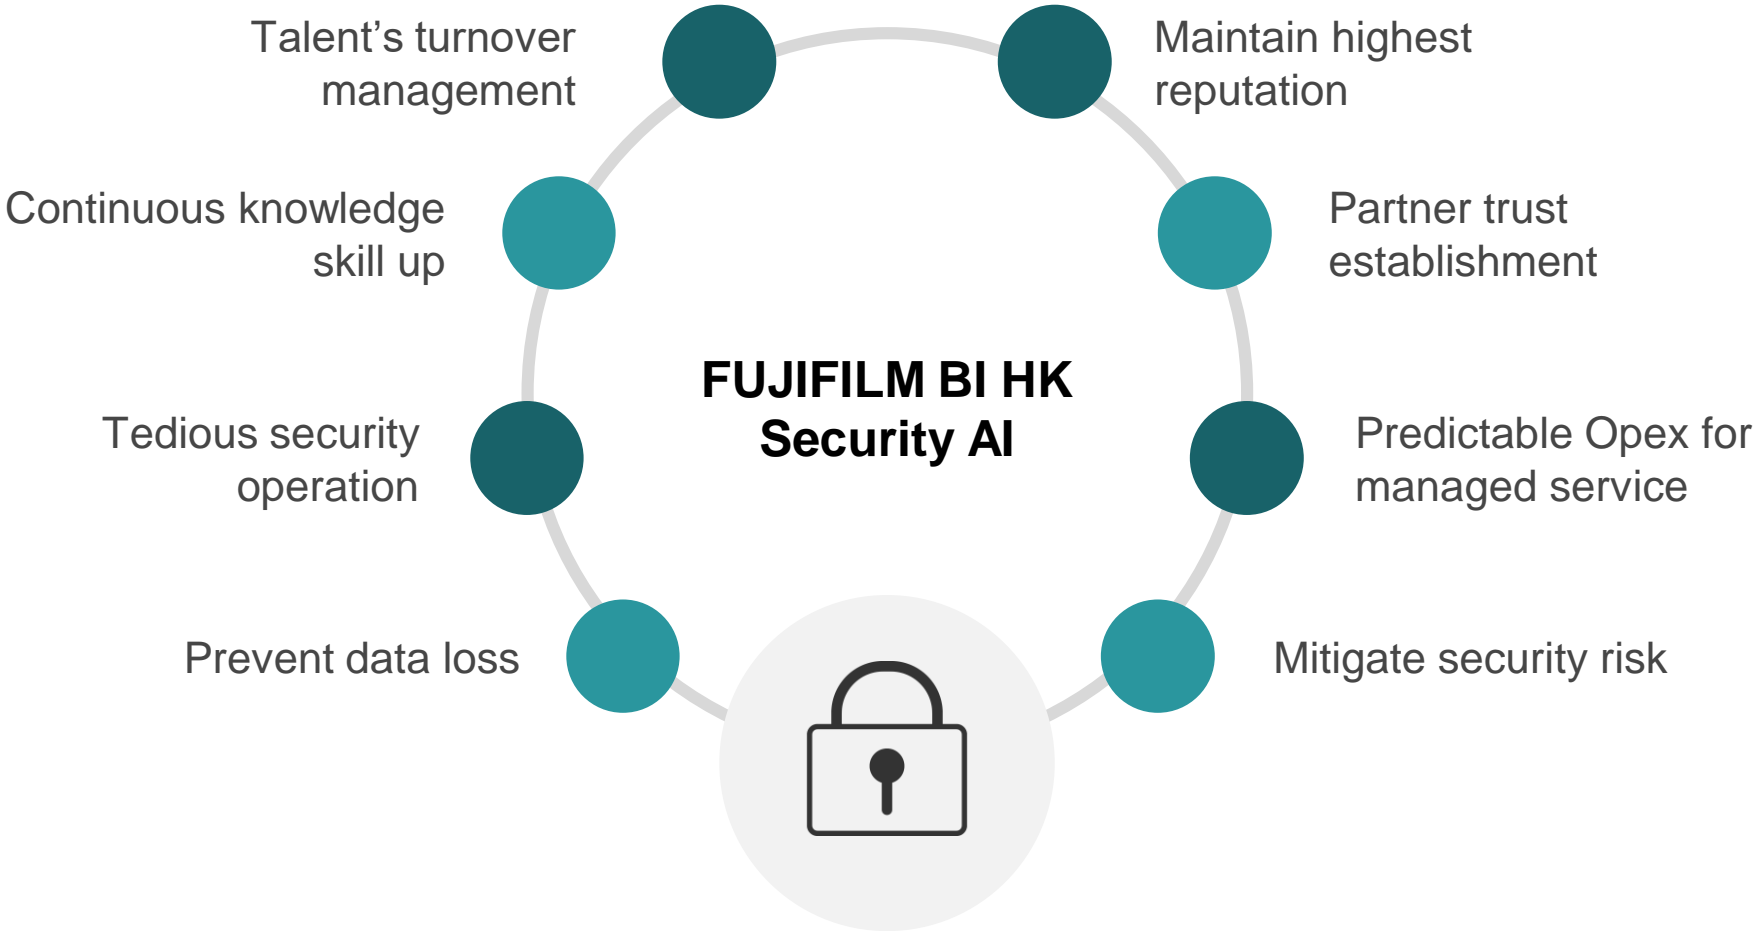 Talent’s turnover
management
Continuous knowledge
skill up
Tedious security
operation
Prevent data loss
FUJIFILM BI HK
Security AI
Maintain highest
reputation
Partner trust
establishment
Predictable Opex for
managed service
Mitigate security risk